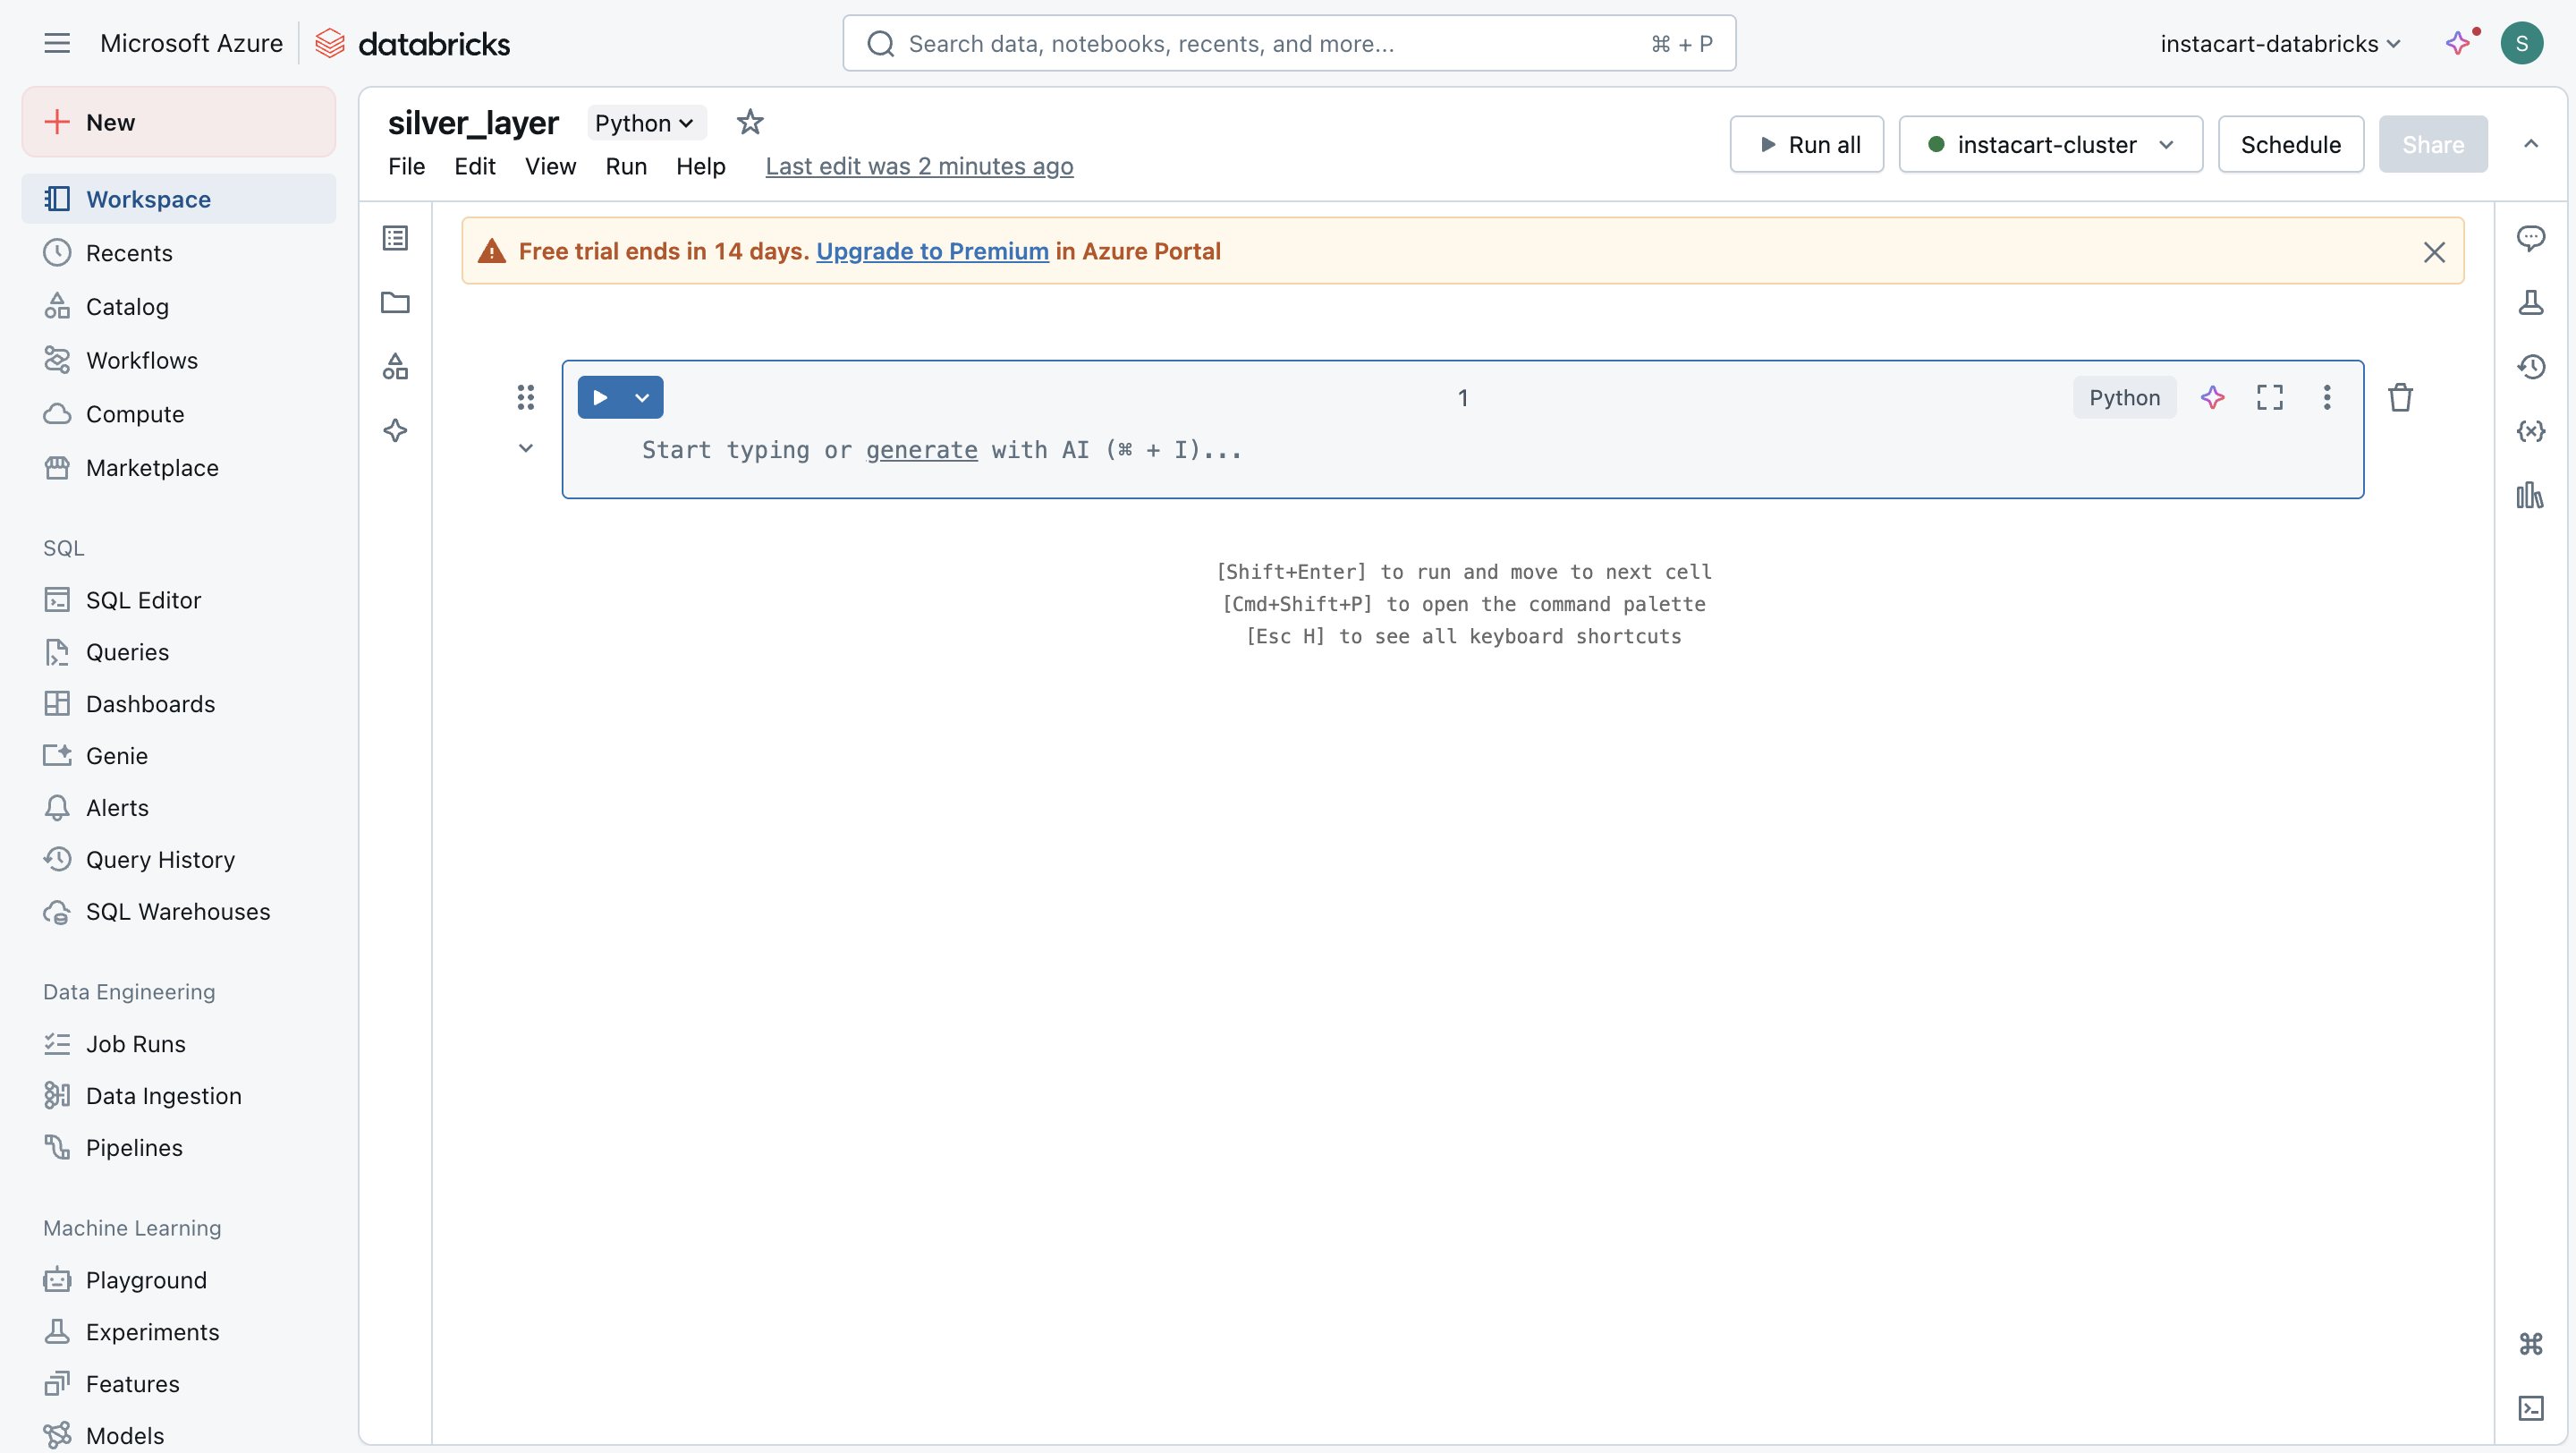 Microsoft Azure
databricks
Search data, notebooks, recents, and more...
⌘ + P
instacart-databricks
S
New
Workspace
Recents
Catalog
Workflows
Compute
Marketplace
SQL
SQL Editor
Queries
Dashboards
Genie
Alerts
Query History
SQL Warehouses
Data Engineering
Job Runs
Data Ingestion
Pipelines
Machine Learning
Playground
Experiments
Features
Models
silver_layer
Python
File Edit View Run Help Last edit was 2 minutes ago
Run all
instacart-cluster
Schedule
Share
Free trial ends in 14 days. Upgrade to Premium in Azure Portal
1
Python
Start typing or generate with AI (⌘ + I)...
[Shift+Enter] to run and move to next cell
[Cmd+Shift+P] to open the command palette
[Esc H] to see all keyboard shortcuts